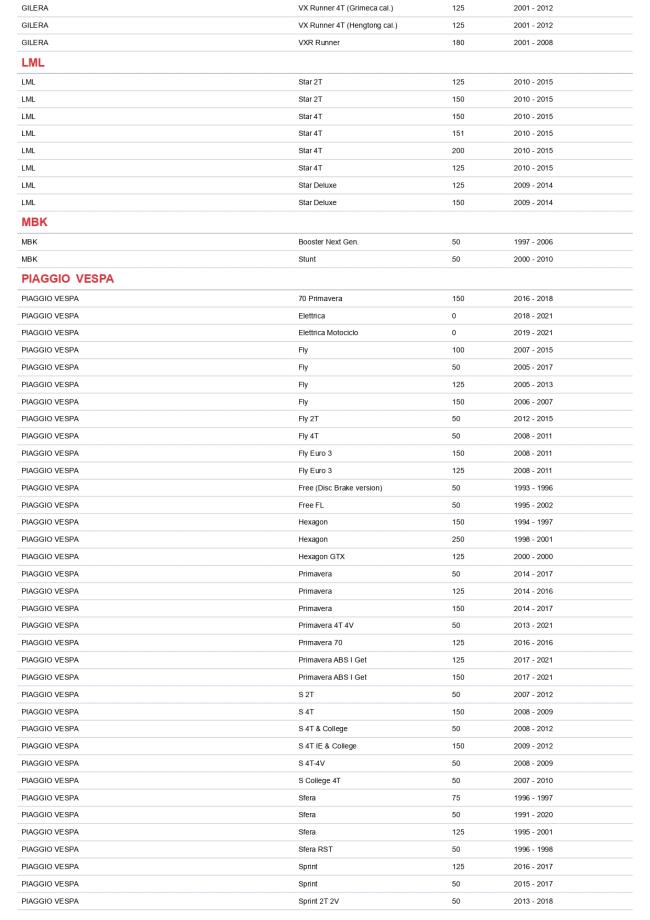 GILERA VX Runner 4T (Grimeca cal.) 125 2001 - 2012
GILERA VX Runner 4T (Hengtong cal.) 125 2001 - 2012
GILERA VXR Runner 180 2001 - 2008
LML
LML Star 2T 125 2010 - 2015
LML Star 2T 150 2010 - 2015
LML Star 4T 150 2010 - 2015
LML Star 4T 151 2010 - 2015
LML Star 4T 200 2010 - 2015
LML Star 4T 125 2010 - 2015
LML Star Deluxe 125 2009 - 2014
LML Star Deluxe 150 2009 - 2014
MBK
MBK Booster Next Gen. 50 1997 - 2006
MBK Stunt 50 2000 - 2010
PIAGGIO VESPA
PIAGGIO VESPA 70 Primavera 150 2016 - 2018
PIAGGIO VESPA Elettrica 0 2018 - 2021
PIAGGIO VESPA Elettrica Motociclo 0 2019 - 2021
PIAGGIO VESPA Fly 100 2007 - 2015
PIAGGIO VESPA Fly 50 2005 - 2017
PIAGGIO VESPA Fly 125 2005 - 2013
PIAGGIO VESPA Fly 150 2006 - 2007
PIAGGIO VESPA Fly 2T 50 2012 - 2015
PIAGGIO VESPA Fly 4T 50 2008 - 2011
PIAGGIO VESPA Fly Euro 3 150 2008 - 2011
PIAGGIO VESPA Fly Euro 3 125 2008 - 2011
PIAGGIO VESPA Free (Disc Brake version) 50 1993 - 1996
PIAGGIO VESPA Free FL 50 1995 - 2002
PIAGGIO VESPA Hexagon 150 1994 - 1997
PIAGGIO VESPA Hexagon 250 1998 - 2001
PIAGGIO VESPA Hexagon GTX 125 2000 - 2000
PIAGGIO VESPA Primavera 50 2014 - 2017
PIAGGIO VESPA Primavera 125 2014 - 2016
PIAGGIO VESPA Primavera 150 2014 - 2017
PIAGGIO VESPA Primavera 4T 4V 50 2013 - 2021
PIAGGIO VESPA Primavera 70 125 2016 - 2016
PIAGGIO VESPA Primavera ABS I Get 125 2017 - 2021
PIAGGIO VESPA Primavera ABS I Get 150 2017 - 2021
PIAGGIO VESPA S 2T 50 2007 - 2012
PIAGGIO VESPA S 4T 150 2008 - 2009
PIAGGIO VESPA S 4T & College 50 2008 - 2012
PIAGGIO VESPA S 4T IE & College 150 2009 - 2012
PIAGGIO VESPA S 4T-4V 50 2008 - 2009
PIAGGIO VESPA S College 4T 50 2007 - 2010
PIAGGIO VESPA Sfera 75 1996 - 1997
PIAGGIO VESPA Sfera 50 1991 - 2020
PIAGGIO VESPA Sfera 125 1995 - 2001
PIAGGIO VESPA Sfera RST 50 1996 - 1998
PIAGGIO VESPA Sprint 125 2016 - 2017
PIAGGIO VESPA Sprint 50 2015 - 2017
PIAGGIO VESPA Sprint 2T 2V 50 2013 - 2018